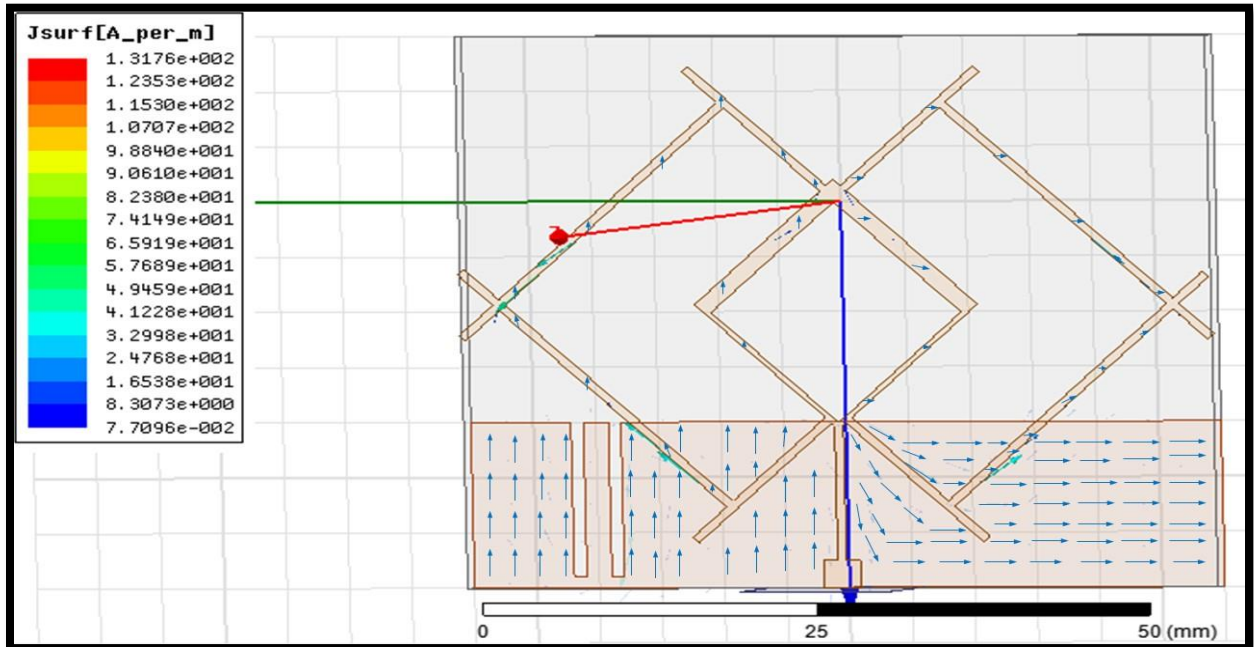 Jsurf[A_per_m]
1.3176e+002
1.2353e+002
1.1530e+002
1.0707e+002
9.8840e+001
9.0610e+001
8.2380e+001
7.4149e+001
6.5919e+001
5.7689e+001
4.9459e+001
4.1228e+001
3.2998e+001
2.4768e+001
1.6538e+001
8.3073e+000
7.7096e-002
0 25 50 (mm)